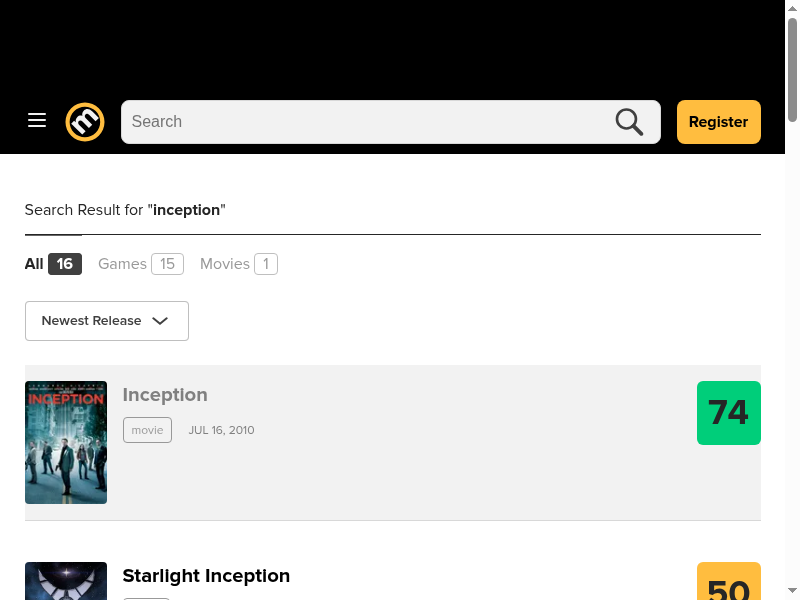 Search
Register
Search Result for "inception"
All 16 Games 15 Movies 1
Newest Release
INCEPTION
Inception
movie JUL 16, 2010
74
Starlight Inception
50